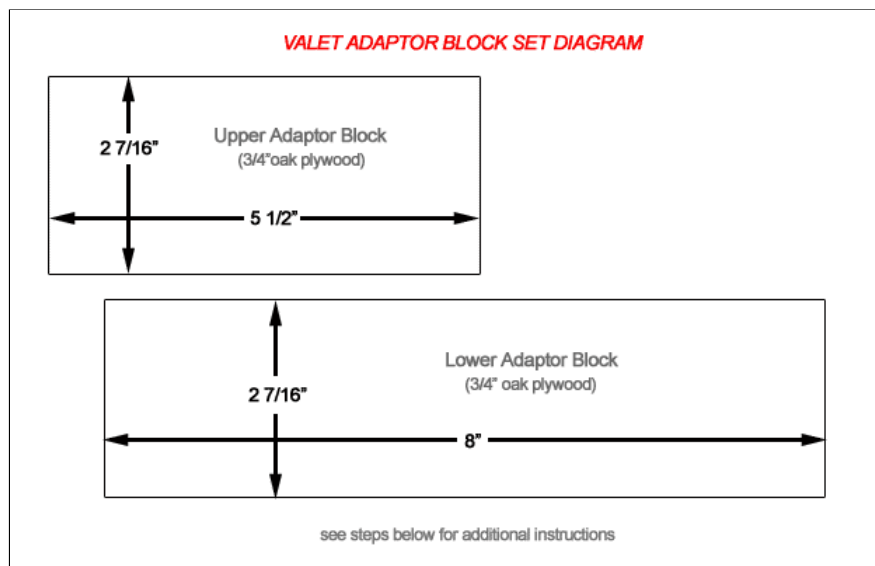 VALET ADAPTOR BLOCK SET DIAGRAM
2 7/16”
Upper Adaptor Block
(3/4”oak plywood)
5 1/2”
Lower Adaptor Block
(3/4” oak plywood)
2 7/16”
8”
see steps below for additional instructions